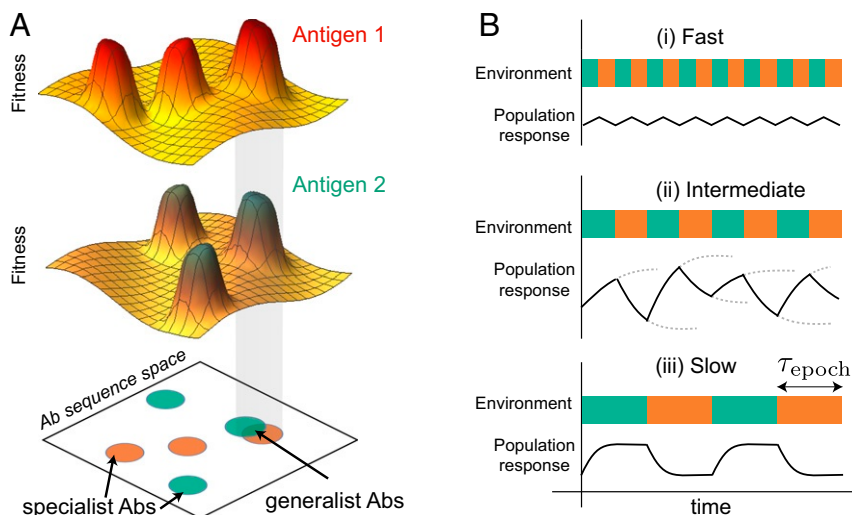 A
Antigen 1
Fitness
Antigen 2
Fitness
Ab sequence space
specialist Abs
generalist Abs
B
(i) Fast
Environment
Population
response
(ii) Intermediate
Environment
Population
response
(iii) Slow
τepoch
Environment
Population
response
time